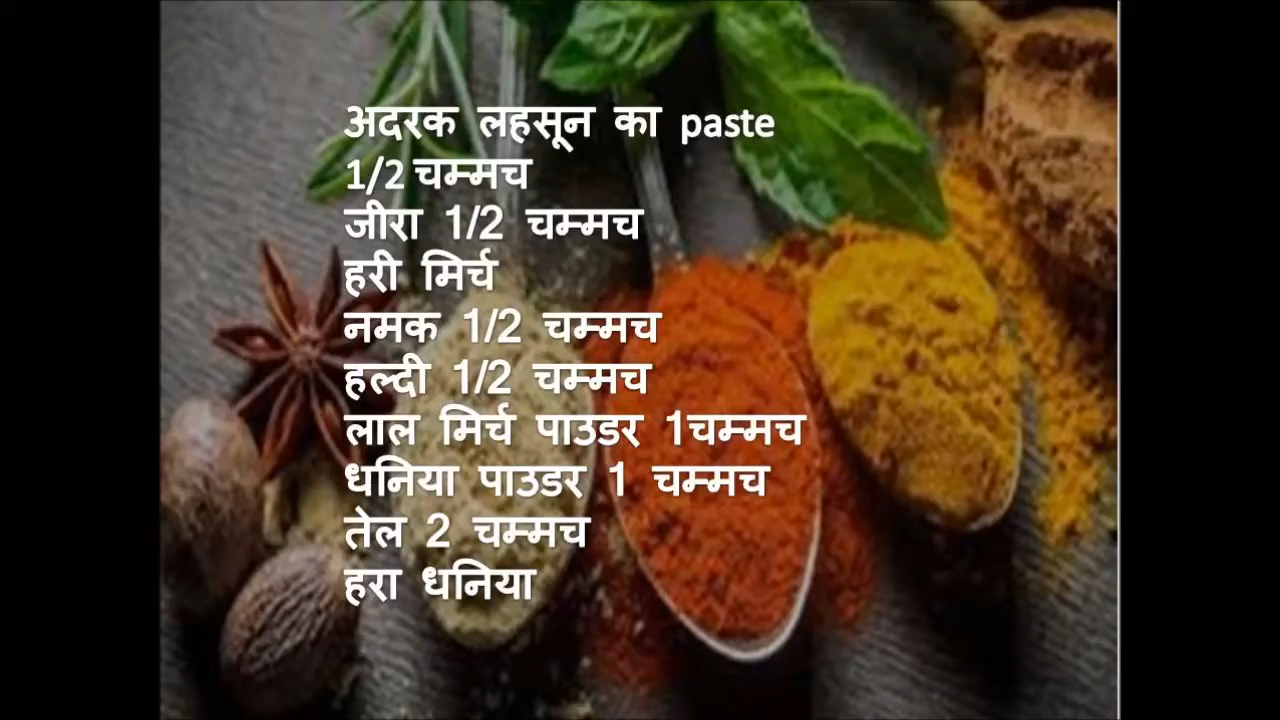 अदरक लहसून का paste
1/2 चम्मच
जीरा 1/2 चम्मच
हरी मिर्च
नमक 1/2 चम्मच
हल्दी 1/2 चम्मच
लाल मिर्च पाउडर 1चम्मच
धनिया पाउडर 1 चम्मच
तेल 2 चम्मच
हरा धनिया